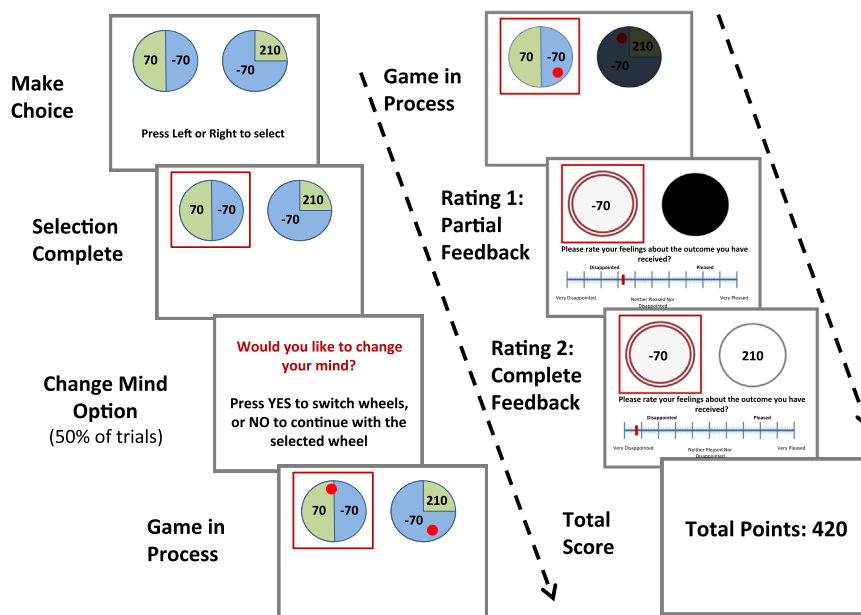 Make
Choice
70 -70
210
-70
Press Left or Right to select
Selection
Complete
70 -70
210
-70
Change Mind
Option
(50% of trials)
Would you like to change
your mind?
Press YES to switch wheels,
or NO to continue with the
selected wheel
Game in
Process
70 -70
210
-70
Game in
Process
70 -70
210
-70
Rating 1:
Partial
Feedback
-70
Please rate your feelings about the outcome you have
received?
Disappointed Pleased
Very Disappointed Neither Pleased Nor Very Pleased
Disappointed
Rating 2:
Complete
Feedback
-70 210
Please rate your feelings about the outcome you have
received?
Disappointed Pleased
Very Disappointed Neither Pleased Nor Very Pleased
Disappointed
Total
Score
Total Points: 420